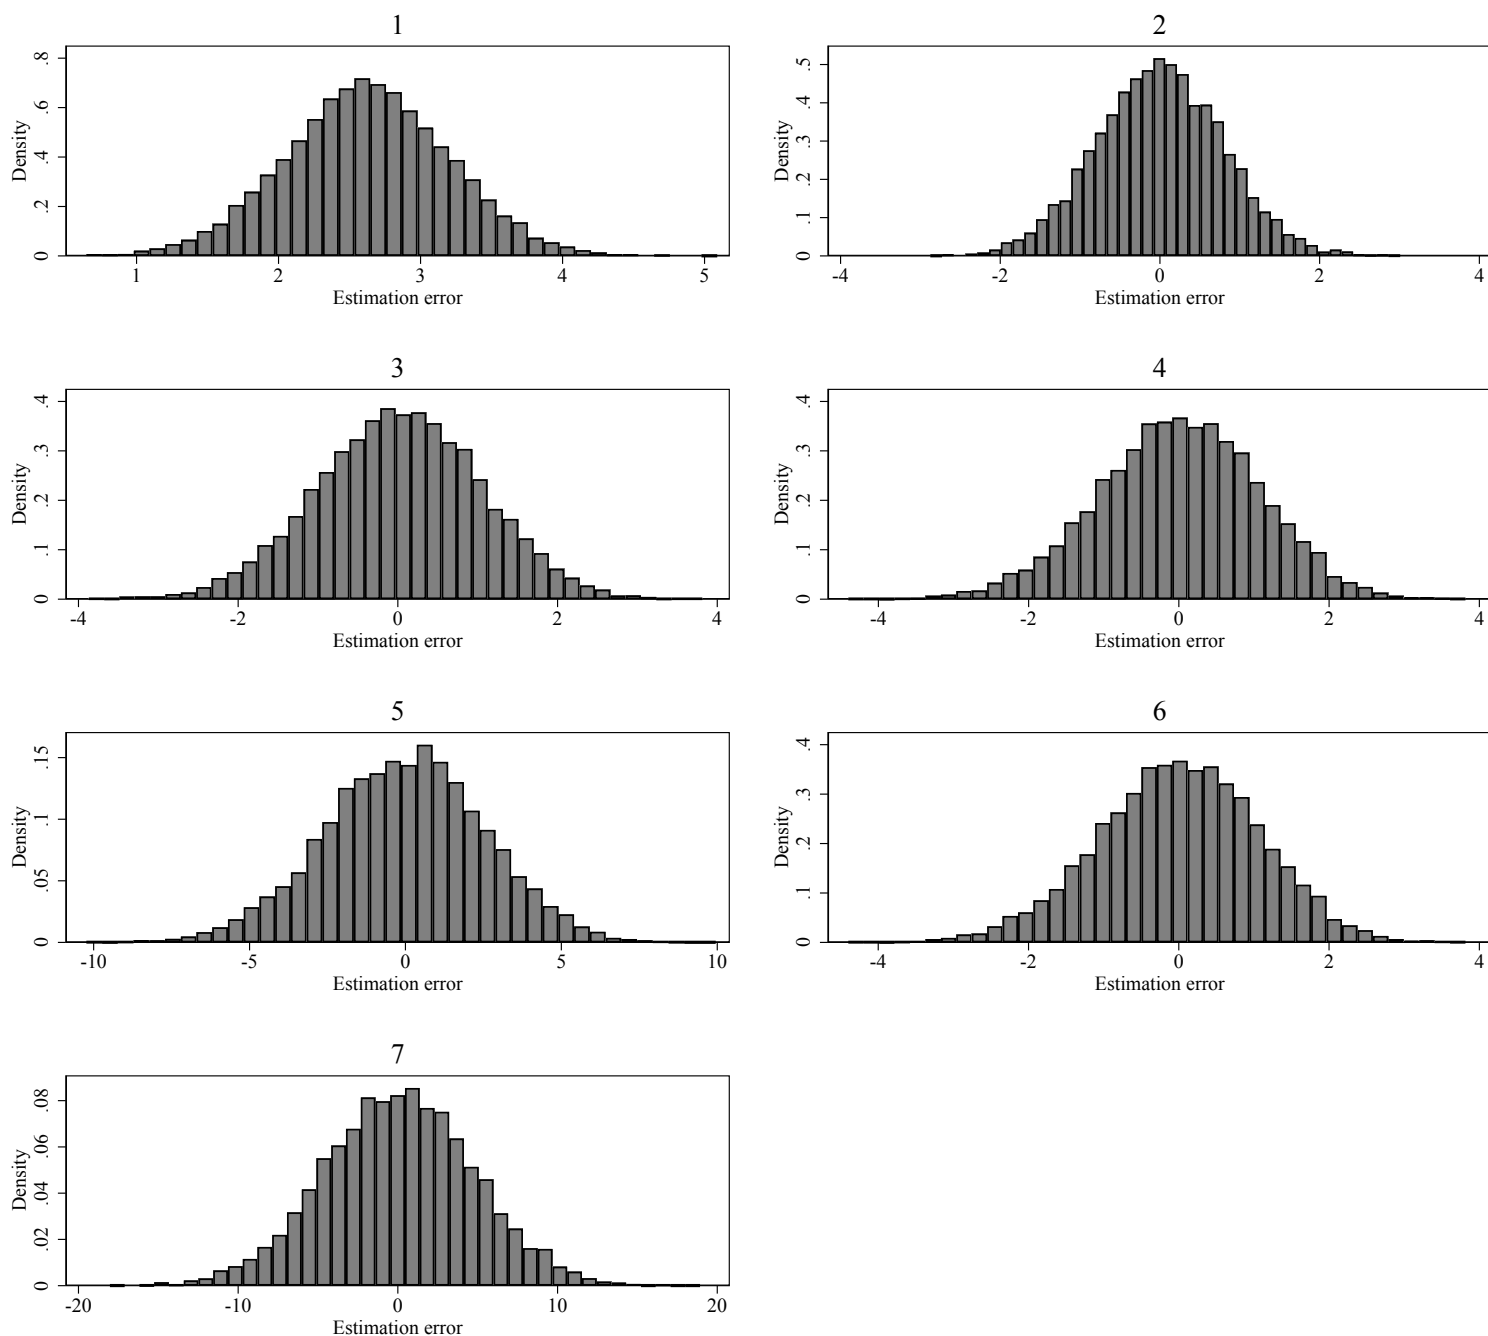 1
Density
0 .2 .4 .6 .8
1 2 3 4 5
Estimation error
2
Density
0 .1 .2 .3 .4 .5
-4 -2 0 2 4
Estimation error
3
Density
0 .1 .2 .3 .4
-4 -2 0 2 4
Estimation error
4
Density
0 .1 .2 .3 .4
-4 -2 0 2 4
Estimation error
5
Density
0 .05 .1 .15
-10 -5 0 5 10
Estimation error
6
Density
0 .1 .2 .3 .4
-4 -2 0 2 4
Estimation error
7
Density
0 .02 .04 .06 .08
-20 -10 0 10 20
Estimation error